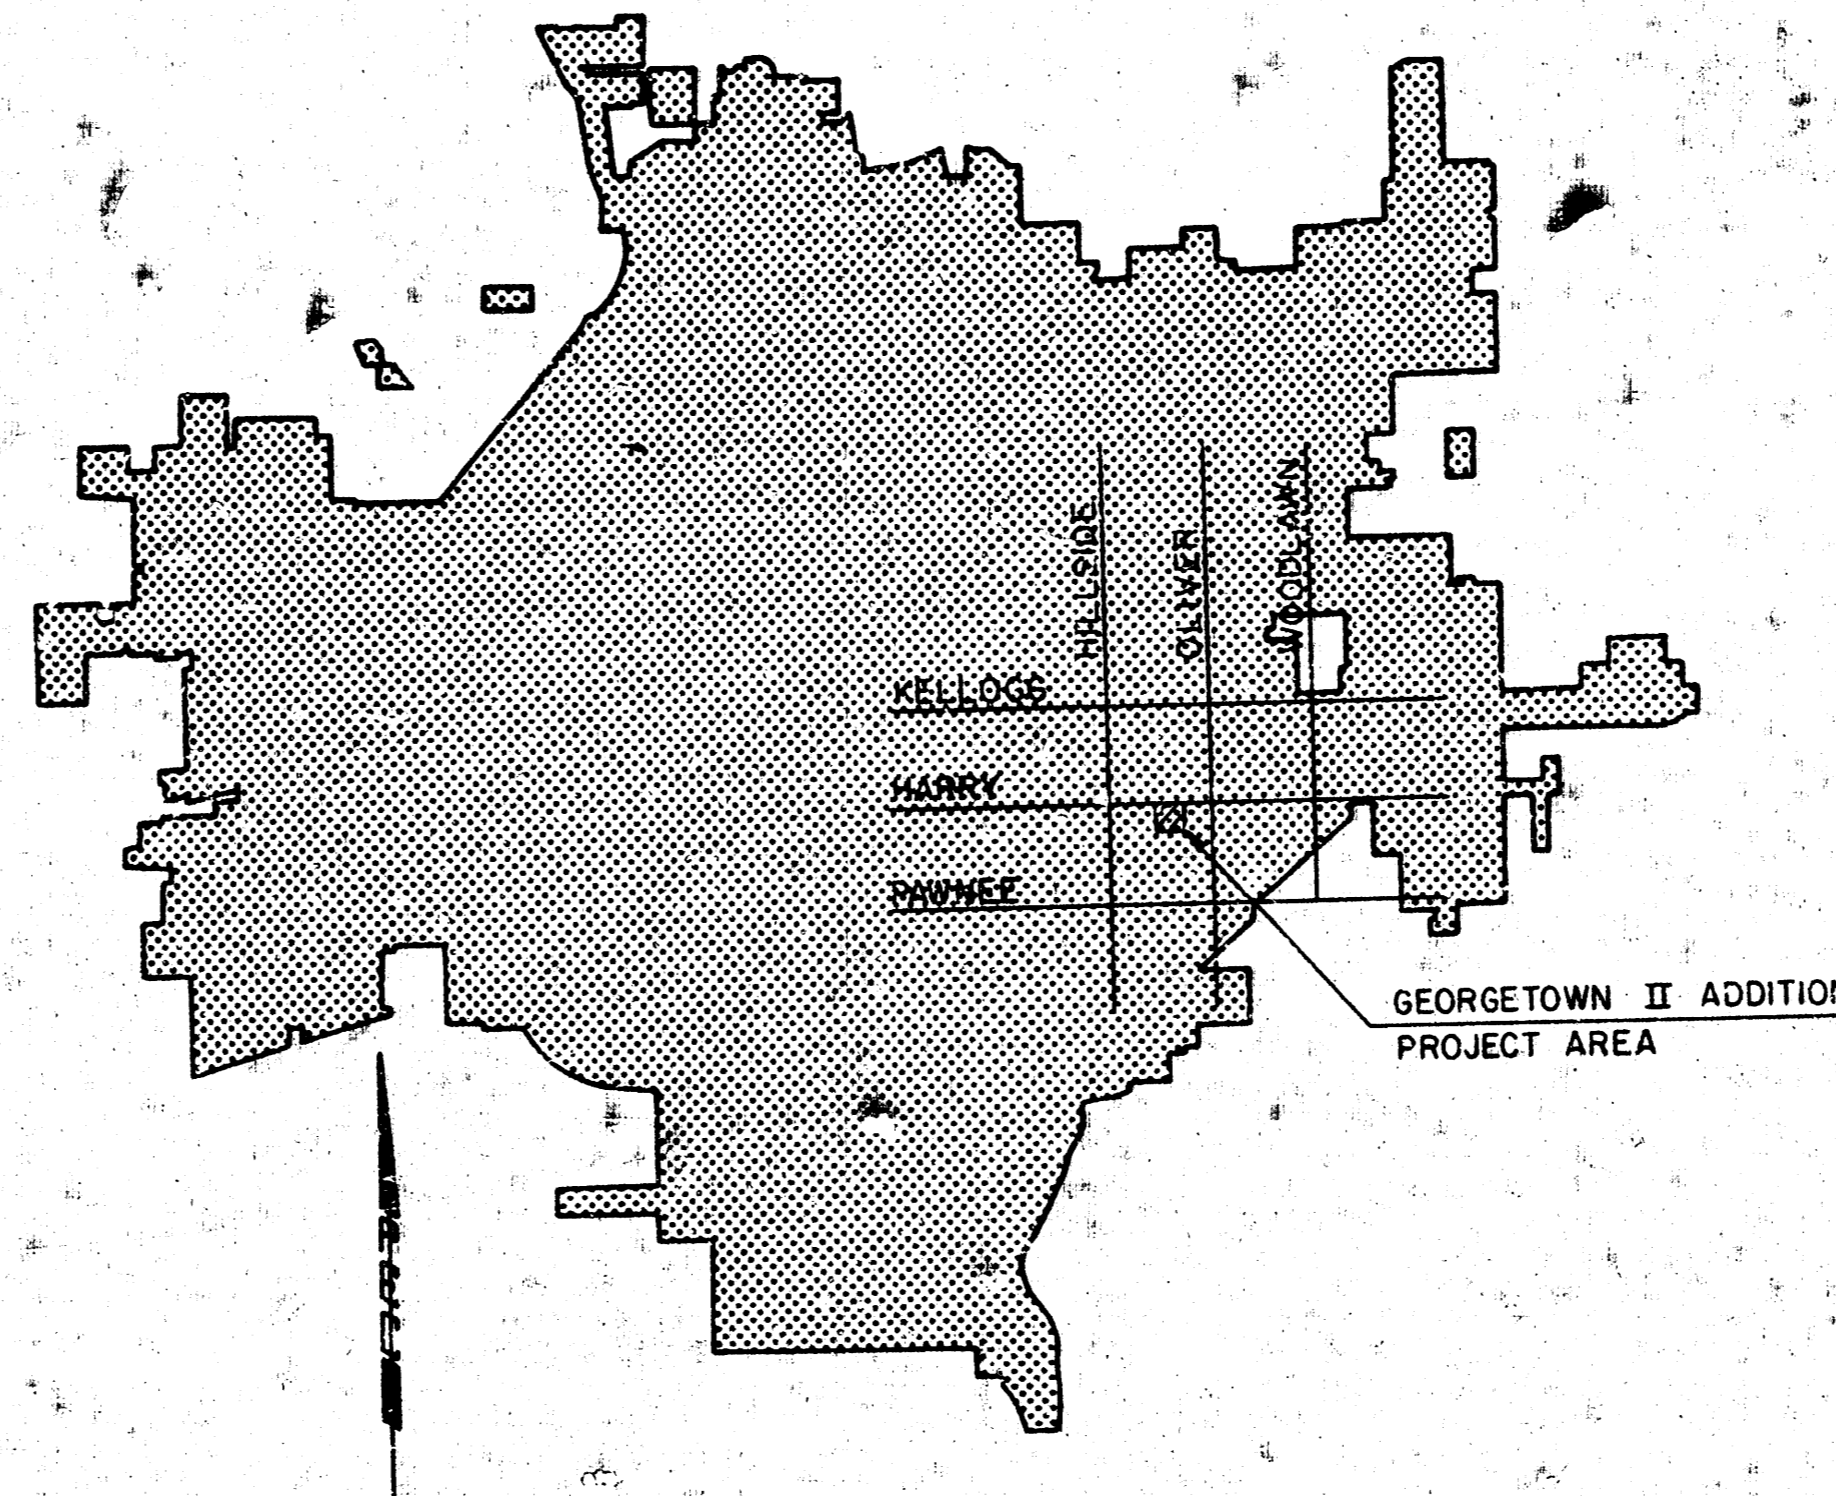 HILLSIDE
OLIVER
WOODLAWN
KELLOGG
HARRY
PAWNEE
GEORGETOWN II ADDITION
PROJECT AREA